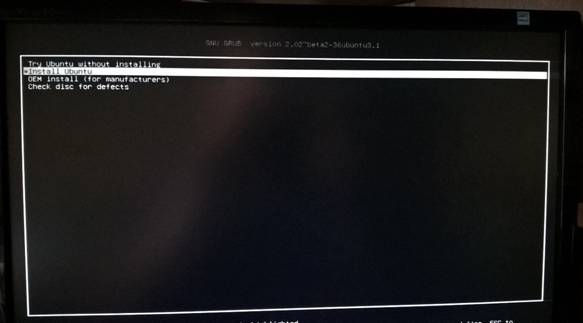 GNU GRUB version 2.02~beta2-36ubuntu3.1
Try Ubuntu without installing
*Install Ubuntu
OEM install (for manufacturers)
Check disc for defects